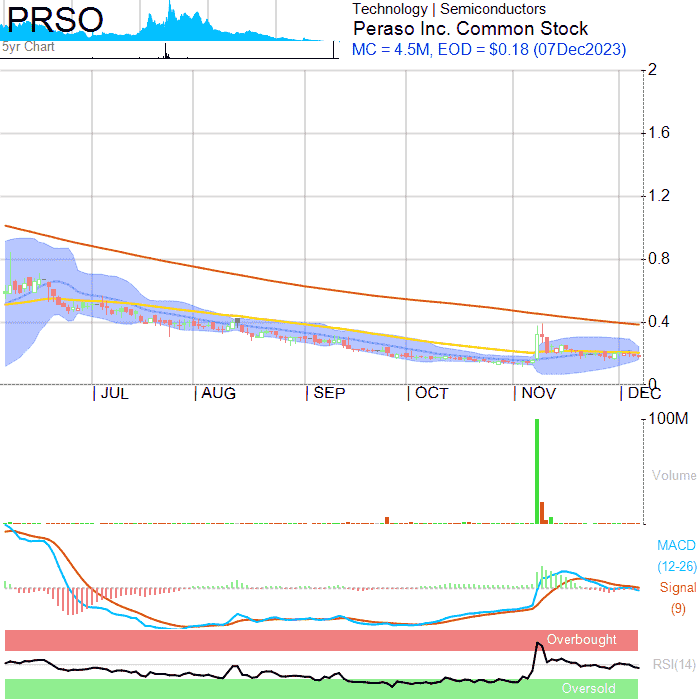 PRSO
5yr Chart
Technology | Semiconductors
Peraso Inc. Common Stock
MC = 4.5M, EOD = $0.18 (07Dec2023)
2
1.6
1.2
0.8
0.4
0
JUL AUG SEP OCT NOV DEC
100M
Volume
MACD
(12-26)
Signal
(9)
Overbought
RSI(14)
Oversold